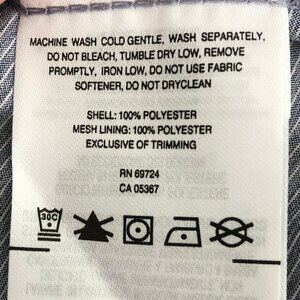 MACHINE WASH COLD GENTLE, WASH SEPARATELY,
DO NOT BLEACH, TUMBLE DRY LOW, REMOVE
PROMPTLY, IRON LOW, DO NOT USE FABRIC
SOFTENER, DO NOT DRYCLEAN
SHELL: 100% POLYESTER
MESH LINING: 100% POLYESTER
EXCLUSIVE OF TRIMMING
RN 69724
CA 05367
30C